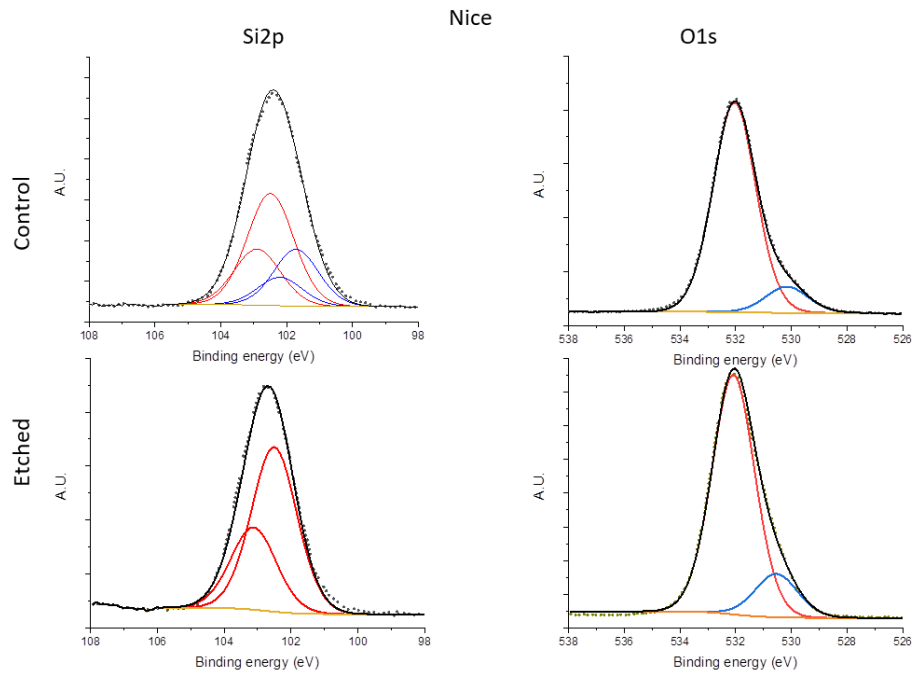 Nice
Si2p
O1s
Control
A.U.
108 106 104 102 100 98
Binding energy (eV)
A.U.
538 536 534 532 530 528 526
Binding energy (eV)
Etched
A.U.
108 106 104 102 100 98
Binding energy (eV)
A.U.
538 536 534 532 530 528 526
Binding energy (eV)